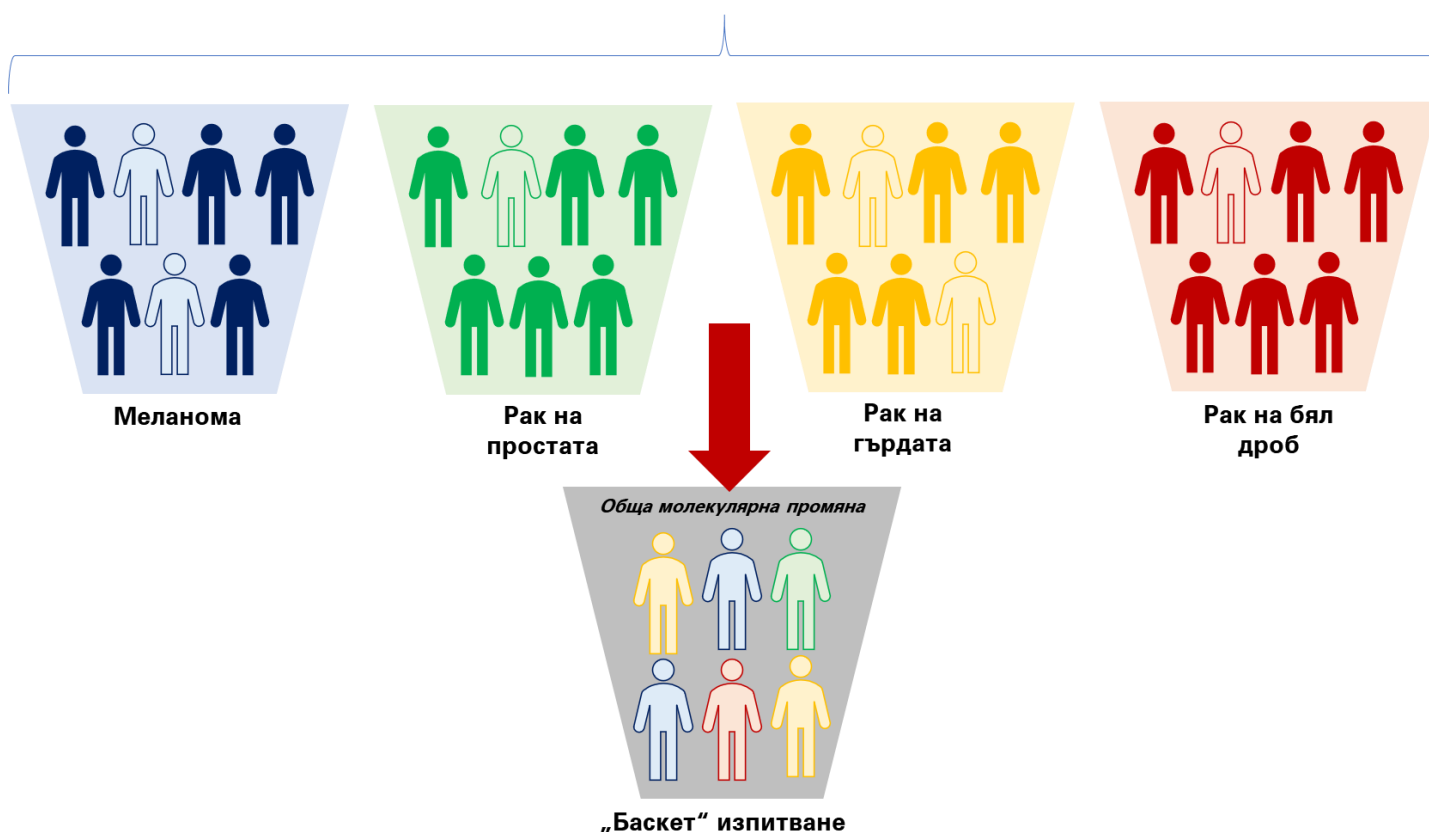 Меланома
Рак на
простата
Рак на
гърдата
Рак на бял
дроб
Обща молекулярна промяна
„Баскет“ изпитване